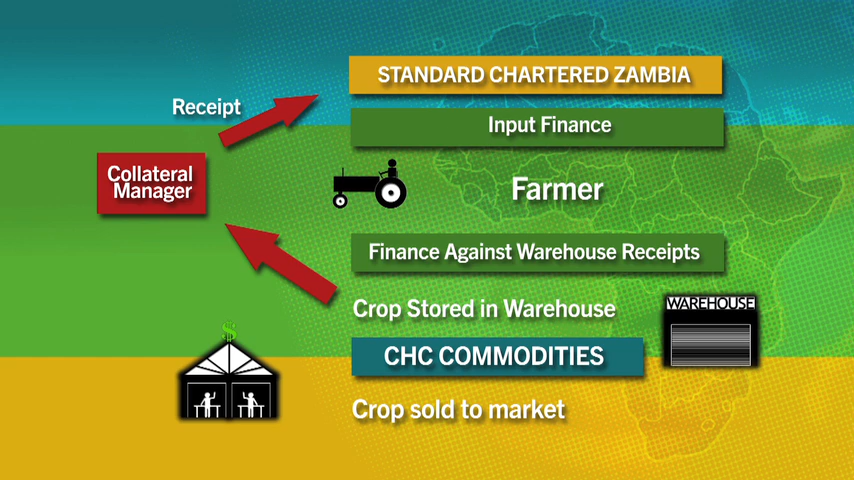 STANDARD CHARTERED ZAMBIA
Receipt
Input Finance
Collateral
Manager
Farmer
Finance Against Warehouse Receipts
Crop Stored in Warehouse
WAREHOUSE
CHC COMMODITIES
$
Crop sold to market